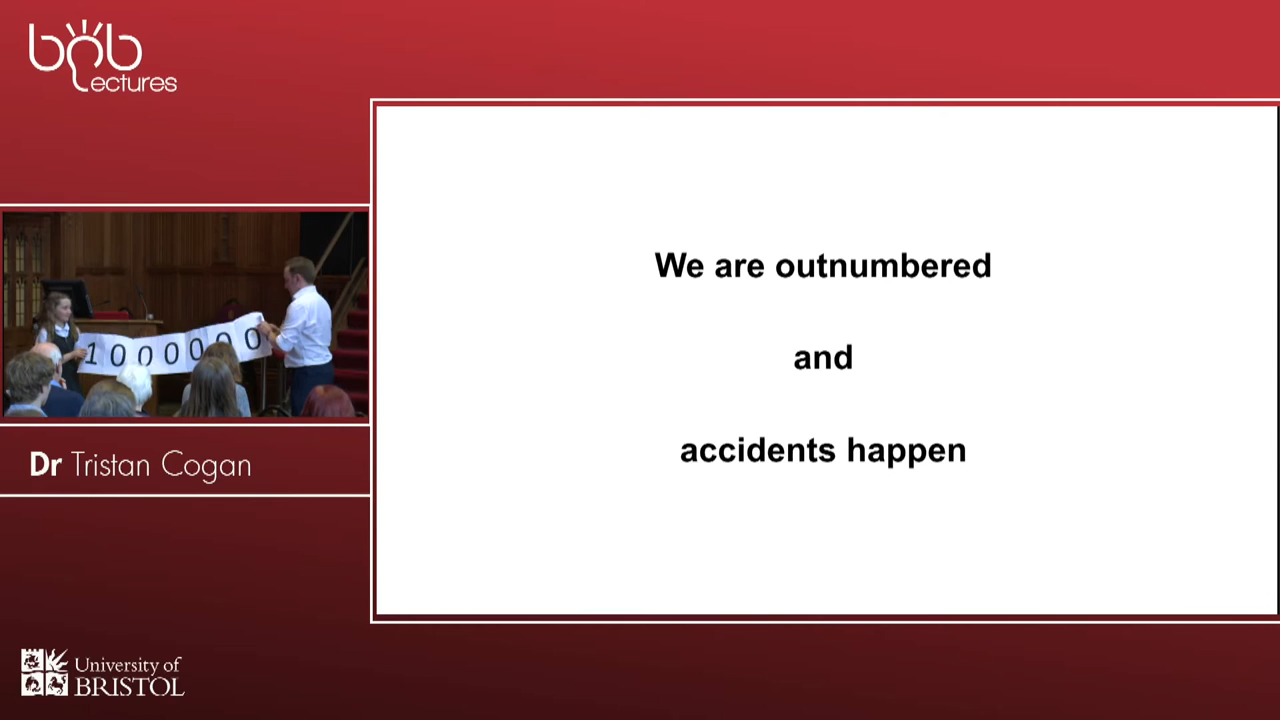 bob
Lectures
We are outnumbered
and
accidents happen
1000000
Dr Tristan Cogan
University of
BRISTOL